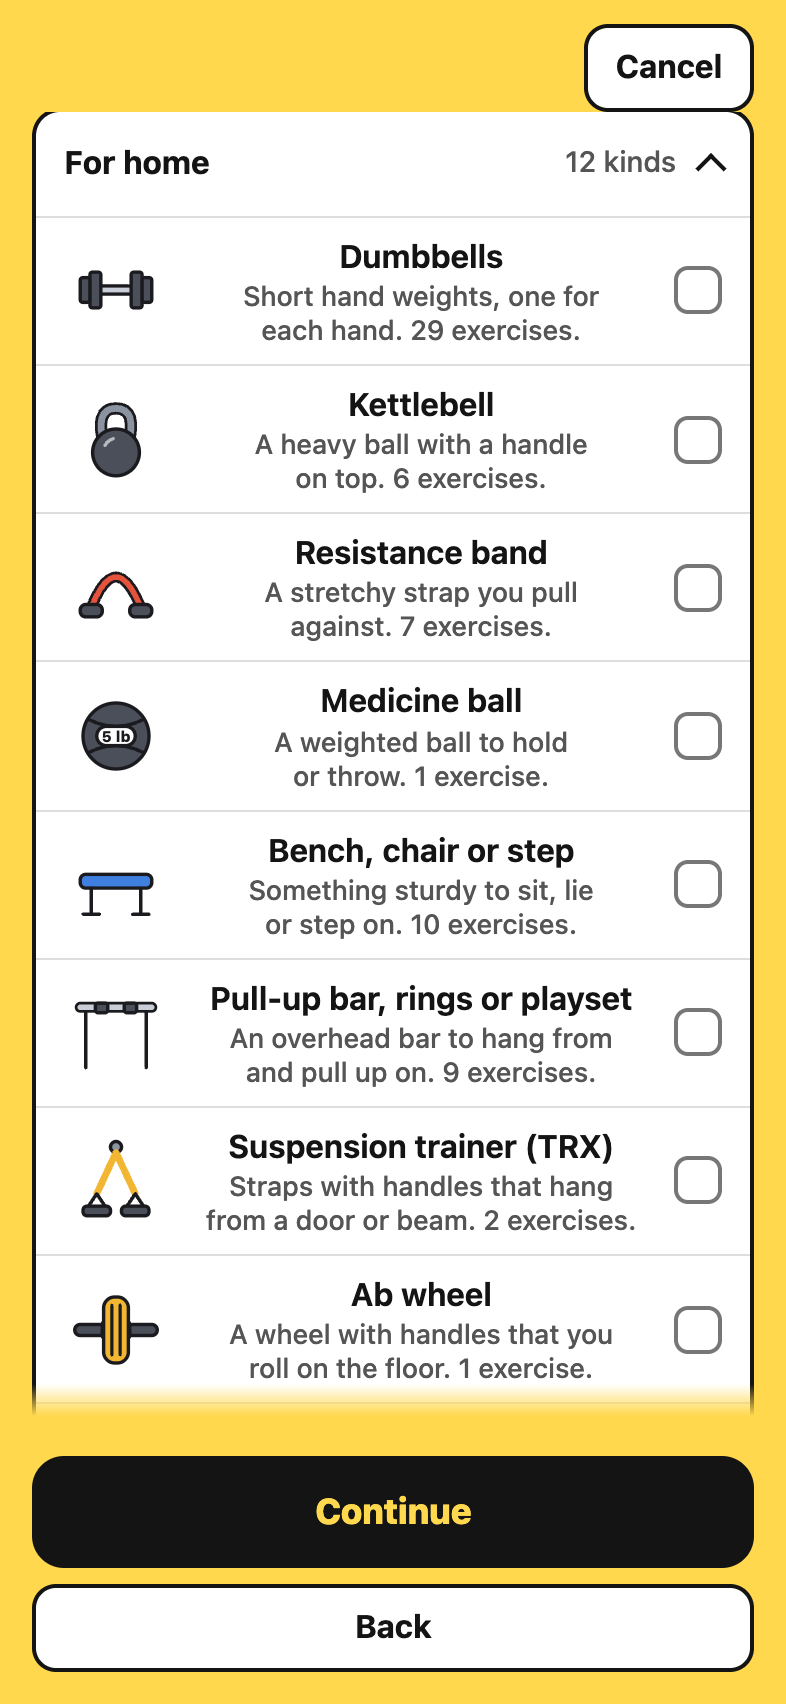 Cancel
For home
12 kinds
Dumbbells
Short hand weights, one for
each hand. 29 exercises.
Kettlebell
A heavy ball with a handle
on top. 6 exercises.
Resistance band
A stretchy strap you pull
against. 7 exercises.
Medicine ball
5 lb
A weighted ball to hold
or throw. 1 exercise.
Bench, chair or step
Something sturdy to sit, lie
or step on. 10 exercises.
Pull-up bar, rings or playset
An overhead bar to hang from
and pull up on. 9 exercises.
Suspension trainer (TRX)
Straps with handles that hang
from a door or beam. 2 exercises.
Ab wheel
A wheel with handles that you
roll on the floor. 1 exercise.
Continue
Back